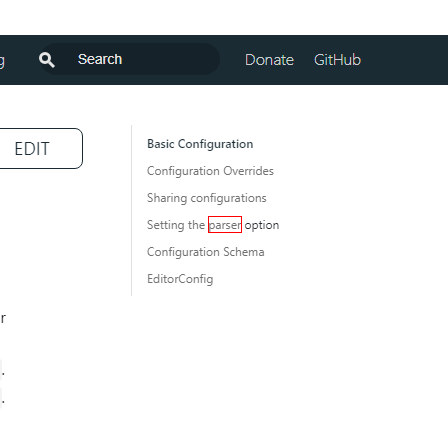 g
Search
Donate
GitHub
EDIT
Basic Configuration
Configuration Overrides
Sharing configurations
Setting the parser option
Configuration Schema
EditorConfig
r
.
.